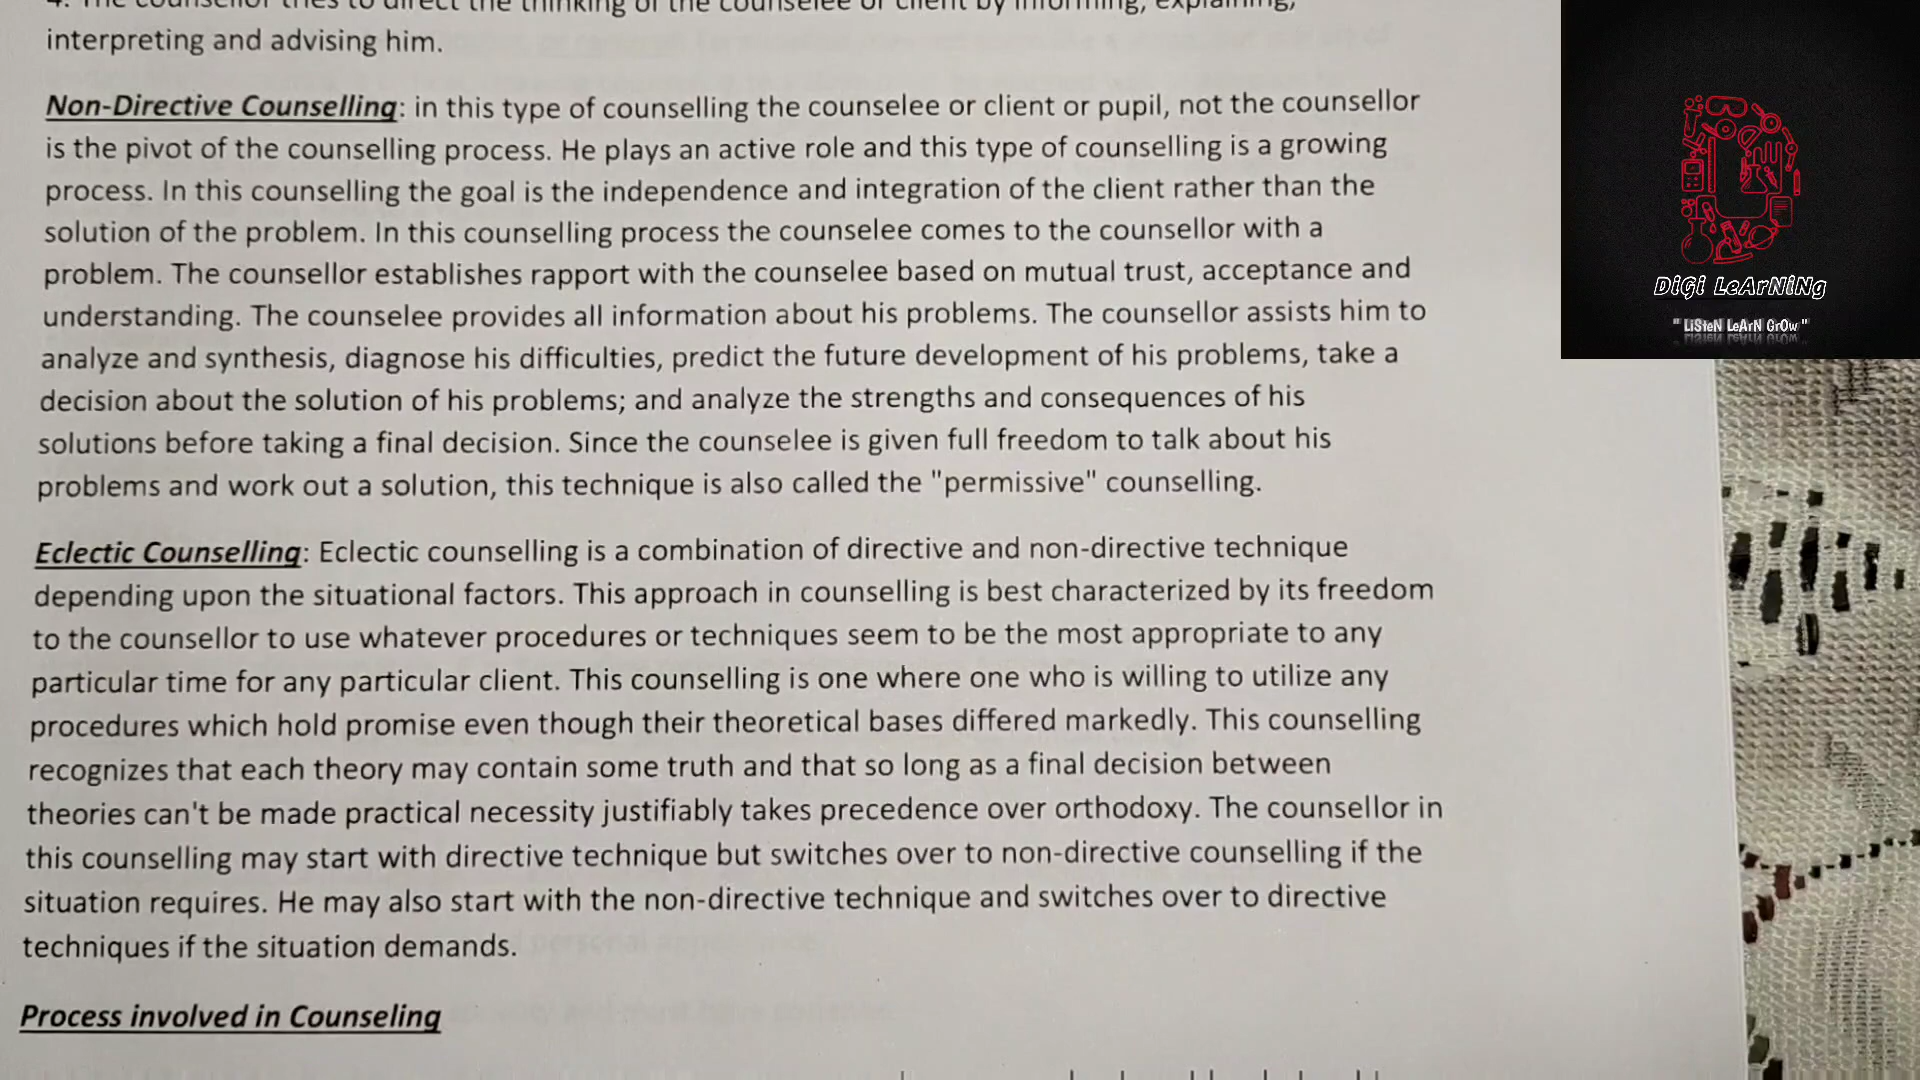 4. The counsellor tries to direct the thinking of the counselee or client by informing, explaining,
interpreting and advising him.
Non-Directive Counselling: in this type of counselling the counselee or client or pupil, not the counsellor
is the pivot of the counselling process. He plays an active role and this type of counselling is a growing
process. In this counselling the goal is the independence and integration of the client rather than the
solution of the problem. In this counselling process the counselee comes to the counsellor with a
problem. The counsellor establishes rapport with the counselee based on mutual trust, acceptance and
understanding. The counselee provides all information about his problems. The counsellor assists him to
analyze and synthesis, diagnose his difficulties, predict the future development of his problems, take a
decision about the solution of his problems; and analyze the strengths and consequences of his
solutions before taking a final decision. Since the counselee is given full freedom to talk about his
problems and work out a solution, this technique is also called the "permissive" counselling.
Eclectic Counselling: Eclectic counselling is a combination of directive and non-directive technique
depending upon the situational factors. This approach in counselling is best characterized by its freedom
to the counsellor to use whatever procedures or techniques seem to be the most appropriate to any
particular time for any particular client. This counselling is one where one who is willing to utilize any
procedures which hold promise even though their theoretical bases differed markedly. This counselling
recognizes that each theory may contain some truth and that so long as a final decision between
theories can't be made practical necessity justifiably takes precedence over orthodoxy. The counsellor in
this counselling may start with directive technique but switches over to non-directive counselling if the
situation requires. He may also start with the non-directive technique and switches over to directive
techniques if the situation demands.
Process involved in Counseling
DiGi LeArNiNg
"LiSteN LeArN GrOw"